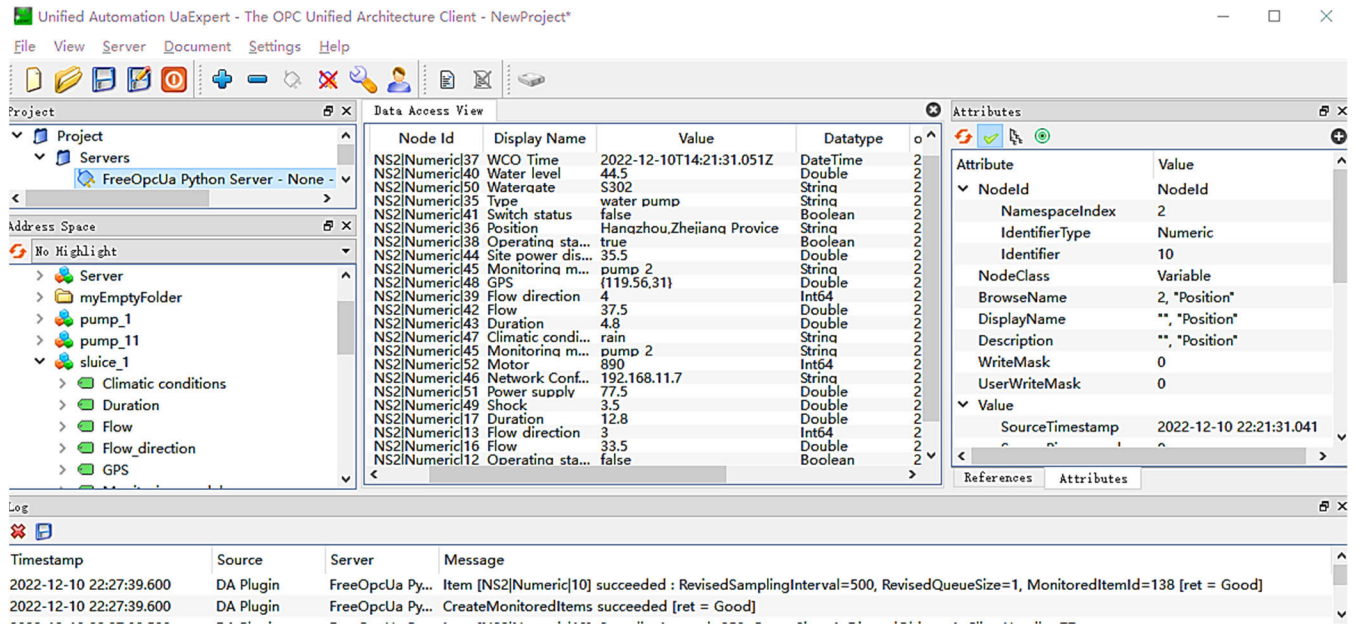 Unified Automation UaExpert - The OPC Unified Architecture Client - NewProject*
File View Server Document Settings Help
Project
Project
Servers
FreeOpcUa Python Server - None -
Address Space
No Highlight
Server
myEmptyFolder
pump_1
pump_11
sluice_1
Climatic conditions
Duration
Flow
Flow_direction
GPS
Data Access View
Node Id Display Name Value Datatype
NS2|Numeric|37 WCO Time 2022-12-10T14:21:31.051Z DateTime 2
NS2|Numeric|40 Water level 44.5 Double 2
NS2|Numeric|50 Watergate S302 String 2
NS2|Numeric|35 Type water pump String 2
NS2|Numeric|41 Switch status false Boolean 2
NS2|Numeric|36 Position Hangzhou,Zhejiang Provice String 2
NS2|Numeric|38 Operating sta... true Boolean 2
NS2|Numeric|44 Site power dis... 35.5 Double 2
NS2|Numeric|45 Monitoring m... pump 2 String 2
NS2|Numeric|48 GPS {119.56,31} Double 2
NS2|Numeric|39 Flow direction 4 Int64 2
NS2|Numeric|42 Flow 37.5 Double 2
NS2|Numeric|43 Duration 4.8 Double 2
NS2|Numeric|47 Climatic condi... rain String 2
NS2|Numeric|45 Monitoring m... pump 2 String 2
NS2|Numeric|52 Motor 890 Int64 2
NS2|Numeric|46 Network Conf... 192.168.11.7 String 2
NS2|Numeric|51 Power supply 77.5 Double 2
NS2|Numeric|49 Shock 3.5 Double 2
NS2|Numeric|17 Duration 12.8 Double 2
NS2|Numeric|13 Flow direction 3 Int64 2
NS2|Numeric|16 Flow 33.5 Double 2
NS2|Numeric|12 Operating sta... false Boolean 2
Attributes
Attribute Value
NodeId NodeId
NamespaceIndex 2
IdentifierType Numeric
Identifier 10
NodeClass Variable
BrowseName 2, "Position"
DisplayName "", "Position"
Description "", "Position"
WriteMask 0
UserWriteMask 0
Value
SourceTimestamp 2022-12-10 22:21:31.041
References Attributes
Log
Timestamp Source Server Message
2022-12-10 22:27:39.600 DA Plugin FreeOpcUa Py... Item [NS2|Numeric|10] succeeded : RevisedSamplingInterval=500, RevisedQueueSize=1, MonitoredItemId=138 [ret = Good]
2022-12-10 22:27:39.600 DA Plugin FreeOpcUa Py... CreateMonitoredItems succeeded [ret = Good]